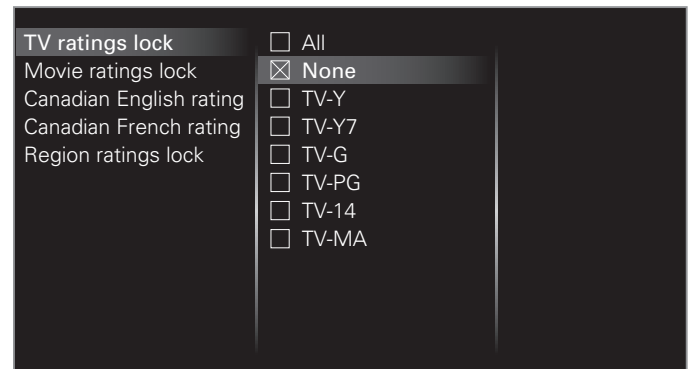 TV ratings lock
Movie ratings lock
Canadian English rating
Canadian French rating
Region ratings lock
All
None
TV-Y
TV-Y7
TV-G
TV-PG
TV-14
TV-MA